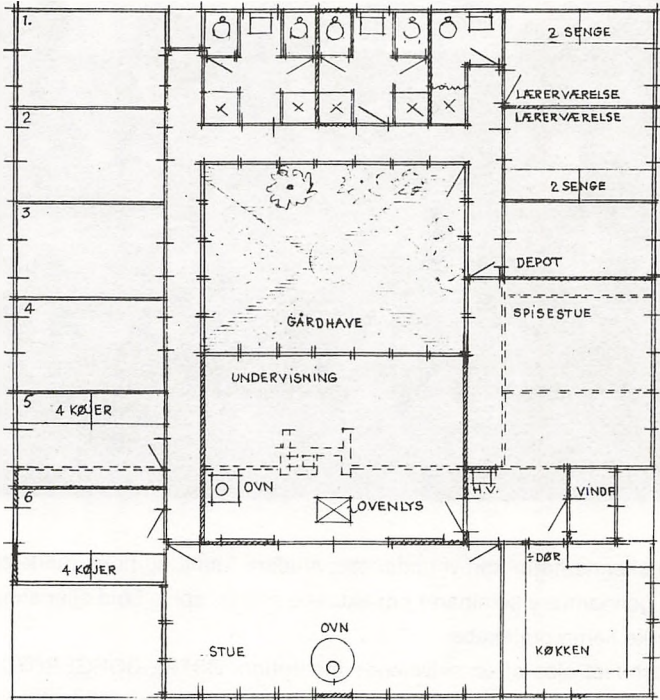 1.
2 SENGE
LÆRERVÆRELSE
2
LÆRERVÆRELSE
2 SENGE
3
DEPOT
4
SPISESTUE
GÅRDHAVE
UNDERVISNING
5
4 KØJER
6
OVN
H.V.
VINDF
OVENLYS
÷DØR
4 KØJER
OVN
STUE
KØKKEN